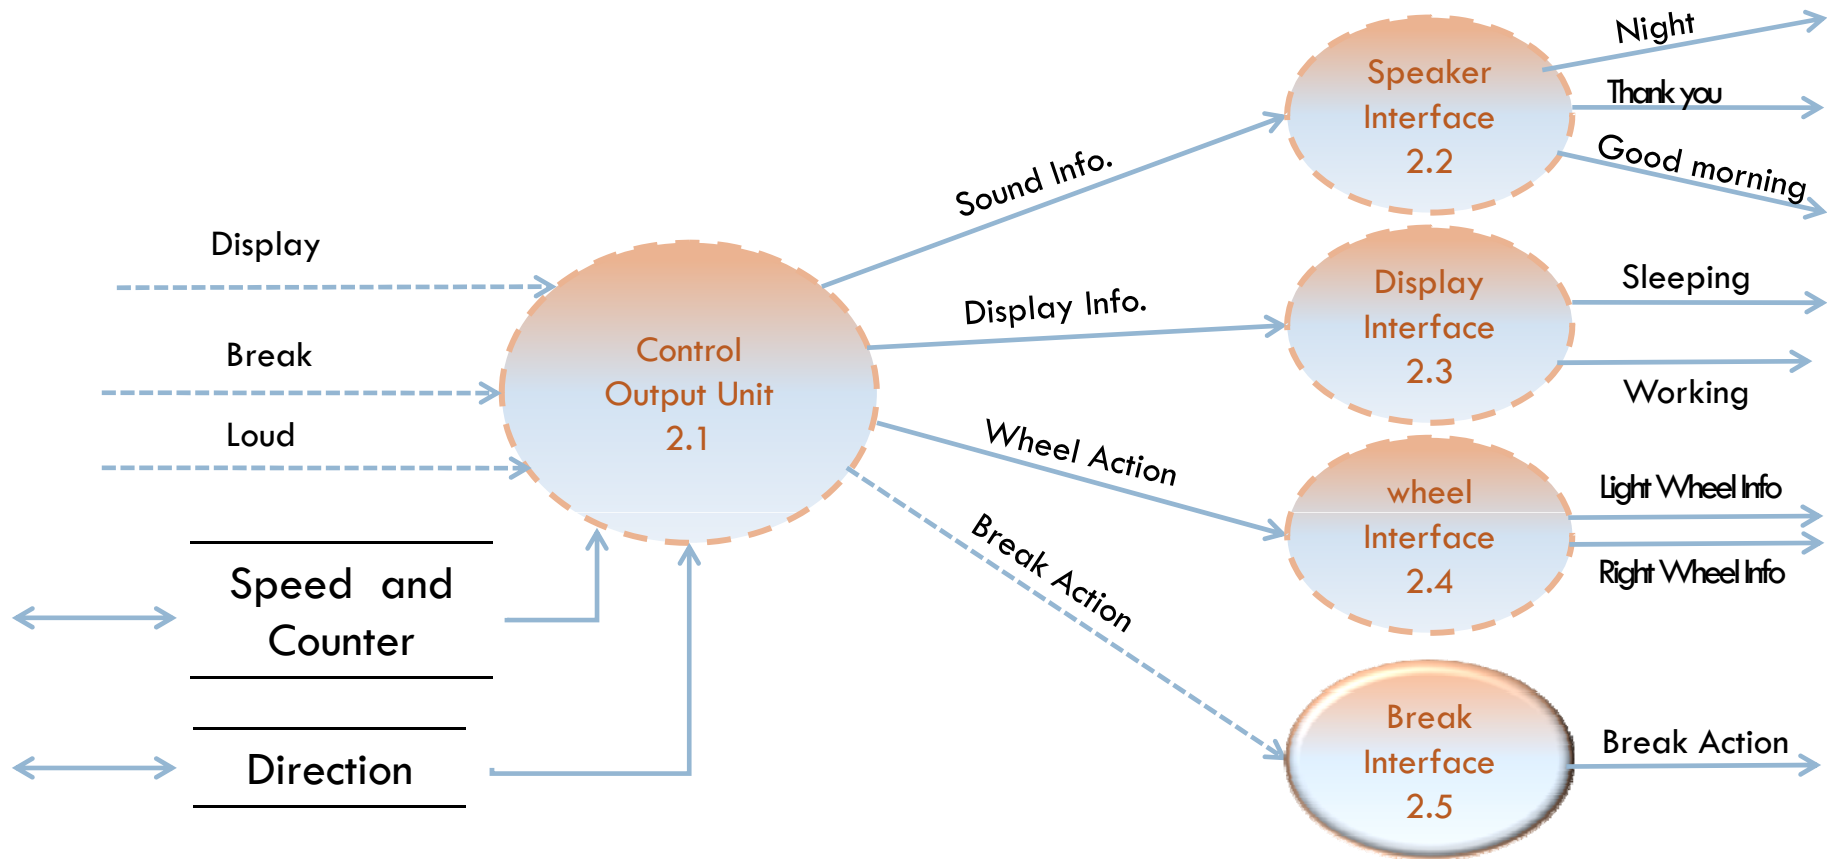 Display
Break
Loud
Speed and
Counter
Direction
Control
Output Unit
2.1
Sound Info.
Display Info.
Wheel Action
Break Action
Speaker
Interface
2.2
Night
Thank you
Good morning
Display
Interface
2.3
Sleeping
Working
wheel
Interface
2.4
Light Wheel Info
Right Wheel Info
Break
Interface
2.5
Break Action